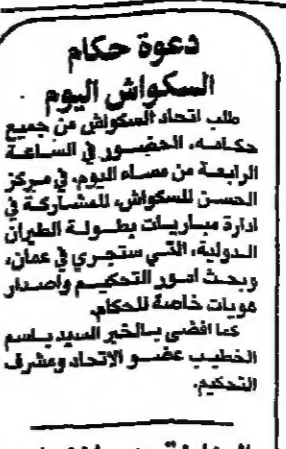 دعوة حكام
السكواش اليوم
طلب اتحاد السكواش من جميع
حكامه، الحضور في الساعة
الرابعة من مساء اليوم، في مركز
الحسن للسكواش، للمشاركة في
ادارة مباريات بطولة الطيران
الدولية، التي ستجري في عمان،
وبحث امور التحكيم واصدار
هويات خاصة للحكام.
كما افضى بالخبر السيد باسم
الخطيب عضو الاتحاد ومشرف
التحكيم.